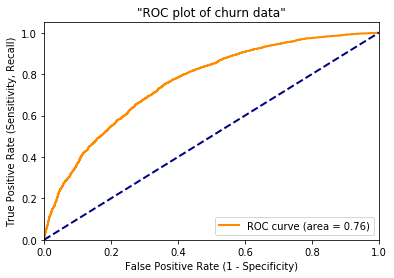 "ROC plot of churn data"
True Positive Rate (Sensitivity, Recall)
1.0
0.8
0.6
0.4
0.2
0.0
ROC curve (area = 0.76)
0.0 0.2 0.4 0.6 0.8 1.0
False Positive Rate (1 - Specificity)